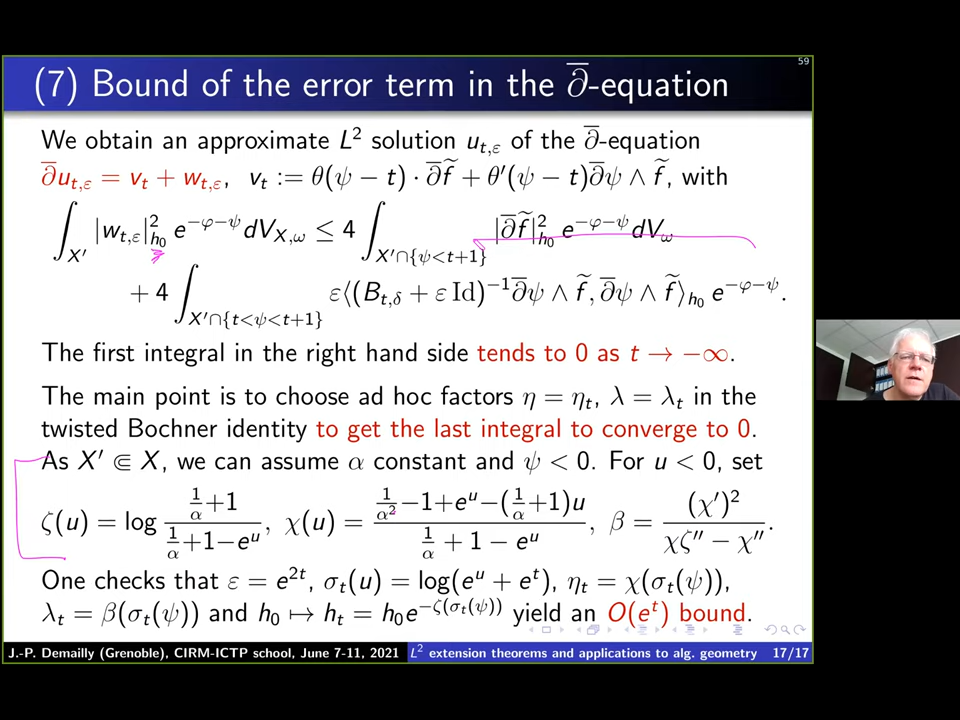 59
(7) Bound of the error term in the ∂̅-equation
We obtain an approximate L² solution u_{t,ε} of the ∂̅-equation
∂̅u_{t,ε} = v_t + w_{t,ε}, v_t := θ(ψ − t) · ∂̅f̃ + θ′(ψ − t)∂̅ψ ∧ f̃, with
∫_{X′} |w_{t,ε}|²_{h₀} e^{−φ−ψ} dV_{X,ω} ≤ 4 ∫_{X′∩{ψ<t+1}} |∂̅f̃|²_{h₀} e^{−φ−ψ} dV_ω
+ 4 ∫_{X′∩{t<ψ<t+1}} ε⟨(B_{t,δ} + ε Id)^{−1} ∂̅ψ ∧ f̃, ∂̅ψ ∧ f̃⟩_{h₀} e^{−φ−ψ}.
The first integral in the right hand side tends to 0 as t → −∞.
The main point is to choose ad hoc factors η = η_t, λ = λ_t in the
twisted Bochner identity to get the last integral to converge to 0.
As X′ ⋐ X, we can assume α constant and ψ < 0. For u < 0, set
ζ(u) = log (1/α + 1)/(1/α + 1 − e^u), χ(u) = (1/α² − 1 + e^u − (1/α + 1)u)/(1/α + 1 − e^u), β = (χ′)²/(χζ″ − χ″).
One checks that ε = e^{2t}, σ_t(u) = log(e^u + e^t), η_t = χ(σ_t(ψ)),
λ_t = β(σ_t(ψ)) and h₀ ↦ h_t = h₀e^{−ζ(σ_t(ψ))} yield an O(e^t) bound.
J.-P. Demailly (Grenoble), CIRM-ICTP school, June 7-11, 2021 L² extension theorems and applications to alg. geometry 17/17